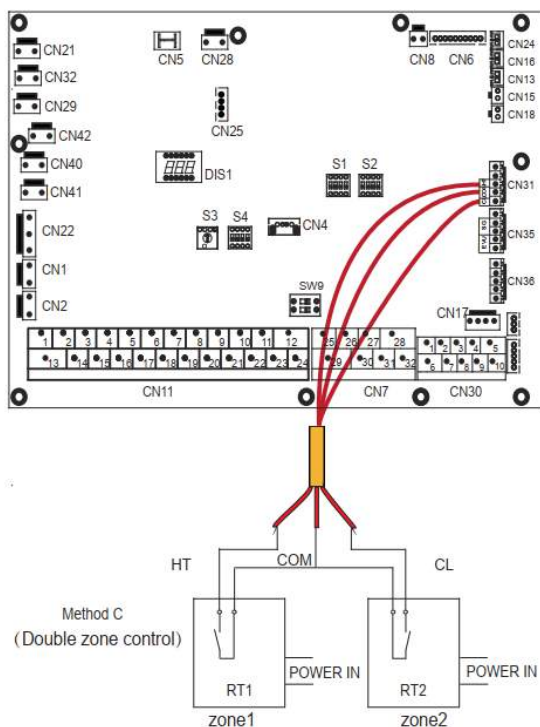 CN21
CN5
CN28
CN8
CN6
CN24
CN32
CN16
CN13
CN29
CN25
CN15
CN42
CN18
CN40
DIS1
S1
S2
CN41
CN31
S3
S4
CN4
CN22
CN35
CN1
SW9
CN36
CN2
CN17
1 2 3 4 5 6 7 8 9 10 11 12
25 26 27 28
1 2 3 4 5
13 14 15 16 17 18 19 20 21 22 23 24
29 30 31 32
6 7 8 9 10
CN11
CN7
CN30
HT
COM
CL
Method C
(Double zone control)
POWER IN
POWER IN
RT1
RT2
zone1
zone2